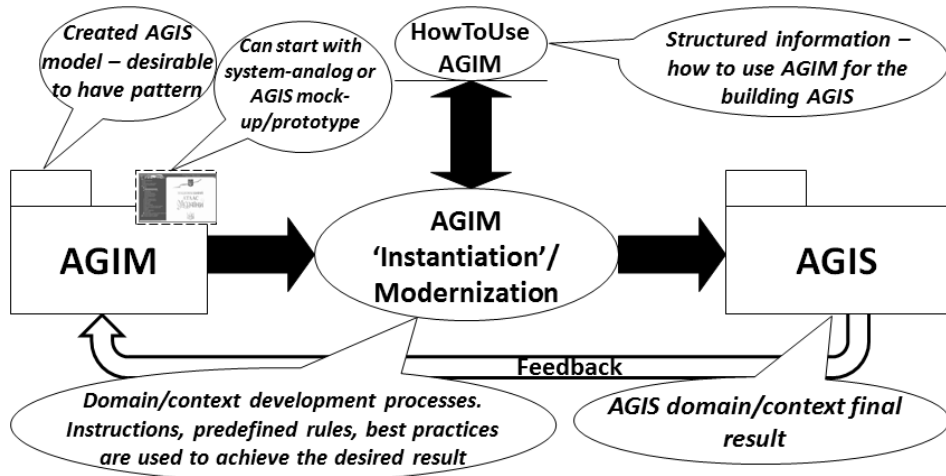 Created AGIS
model – desirable
to have pattern
Can start with
system-analog or
AGIS mock-
up/prototype
HowToUse
AGIM
Structured information –
how to use AGIM for the
building AGIS
AGIM
AGIM
‘Instantiation’/
Modernization
AGIS
Feedback
Domain/context development processes.
Instructions, predefined rules, best practices
are used to achieve the desired result
AGIS domain/context final
result